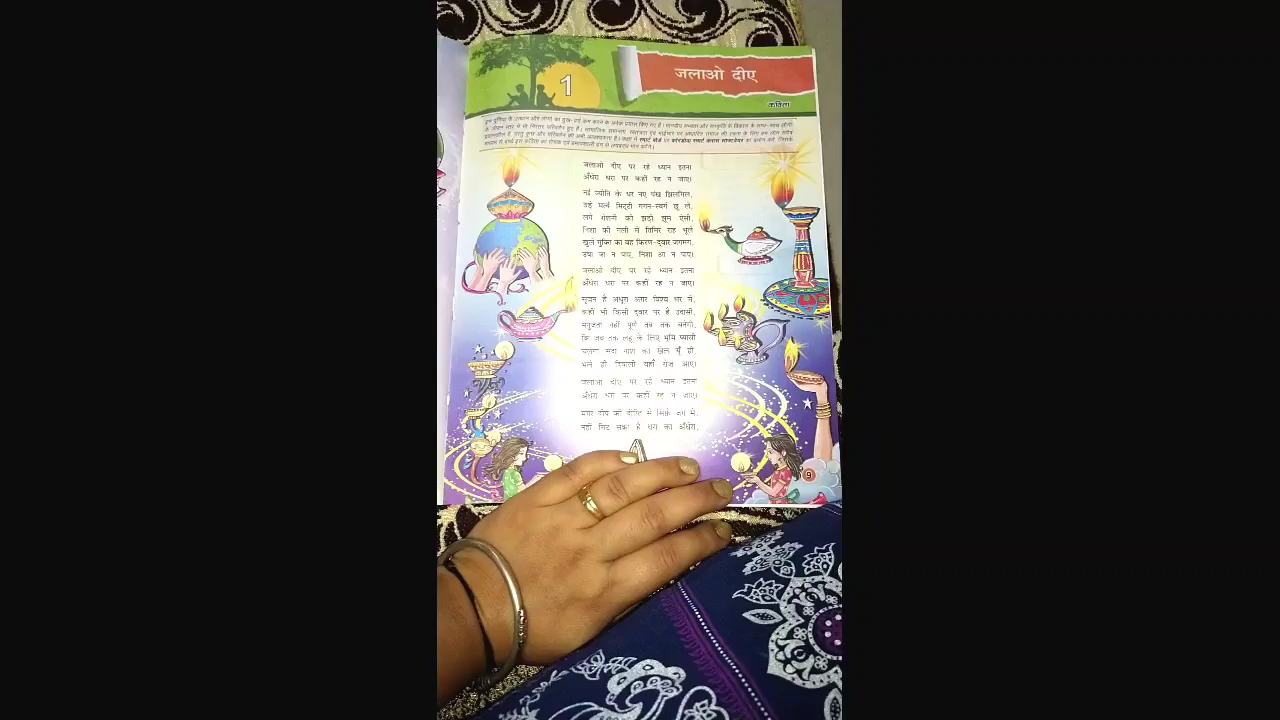 1
जलाओ दीए
कविता
जलाओ दीए पर रहे ध्यान इतना
अँधेरा धरा पर कहीं रह न जाए।
नई ज्योति के धर नए पंख झिलमिल,
उड़े मर्त्य मिट्टी गगन-स्वर्ग छू ले,
लगे रोशनी की झड़ी झूम ऐसी,
निशा की गली में तिमिर राह भूले
खुले मुक्ति का वह किरण-द्वार जगमग,
उषा जा न पाए, निशा आ न पाए।
जलाओ दीए पर रहे ध्यान इतना
अँधेरा धरा पर कहीं रह न जाए।
सृजन है अधूरा अगर विश्व भर में,
कहीं भी किसी द्वार पर है उदासी,
मनुजता नहीं पूर्ण तब तक बनेगी,
कि जब तक लहू के लिए भूमि प्यासी
चलेगा सदा नाश का खेल यूँ ही,
भले ही दिवाली यहाँ रोज़ आए।
जलाओ दीए पर रहे ध्यान इतना
अँधेरा धरा पर कहीं रह न जाए।
मगर दीप की दीप्ति से सिर्फ़ जग में,
नहीं मिट सका है धरा का अँधेरा,
9